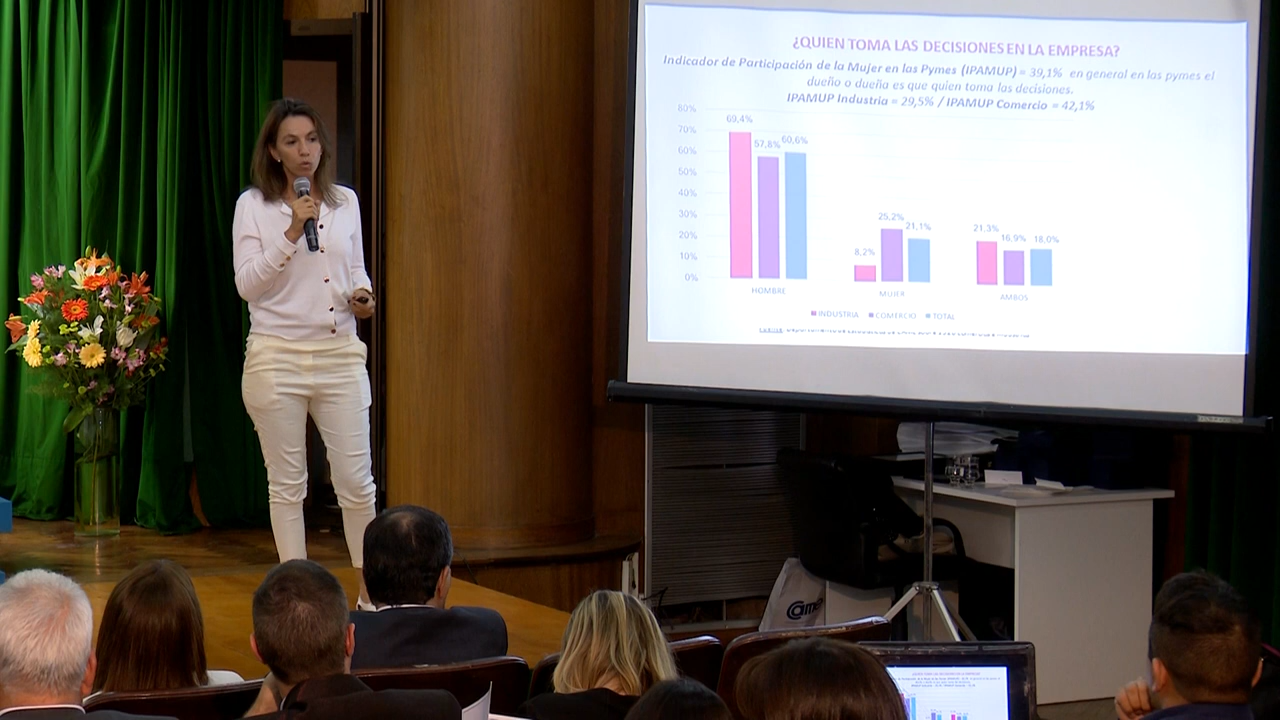 ¿QUIEN TOMA LAS DECISIONES EN LA EMPRESA?
Indicador de Participación de la Mujer en las Pymes (IPAMUP) = 39,1% en general en las pymes el
dueño o dueña es que quien toma las decisiones.
IPAMUP Industria = 29,5% / IPAMUP Comercio = 42,1%
80%
70%
60%
50%
40%
30%
20%
10%
0%
69,4%
57,8%
60,6%
8,2%
25,2%
21,1%
21,3%
16,9%
18,0%
HOMBRE
MUJER
AMBOS
INDUSTRIA COMERCIO TOTAL
Came